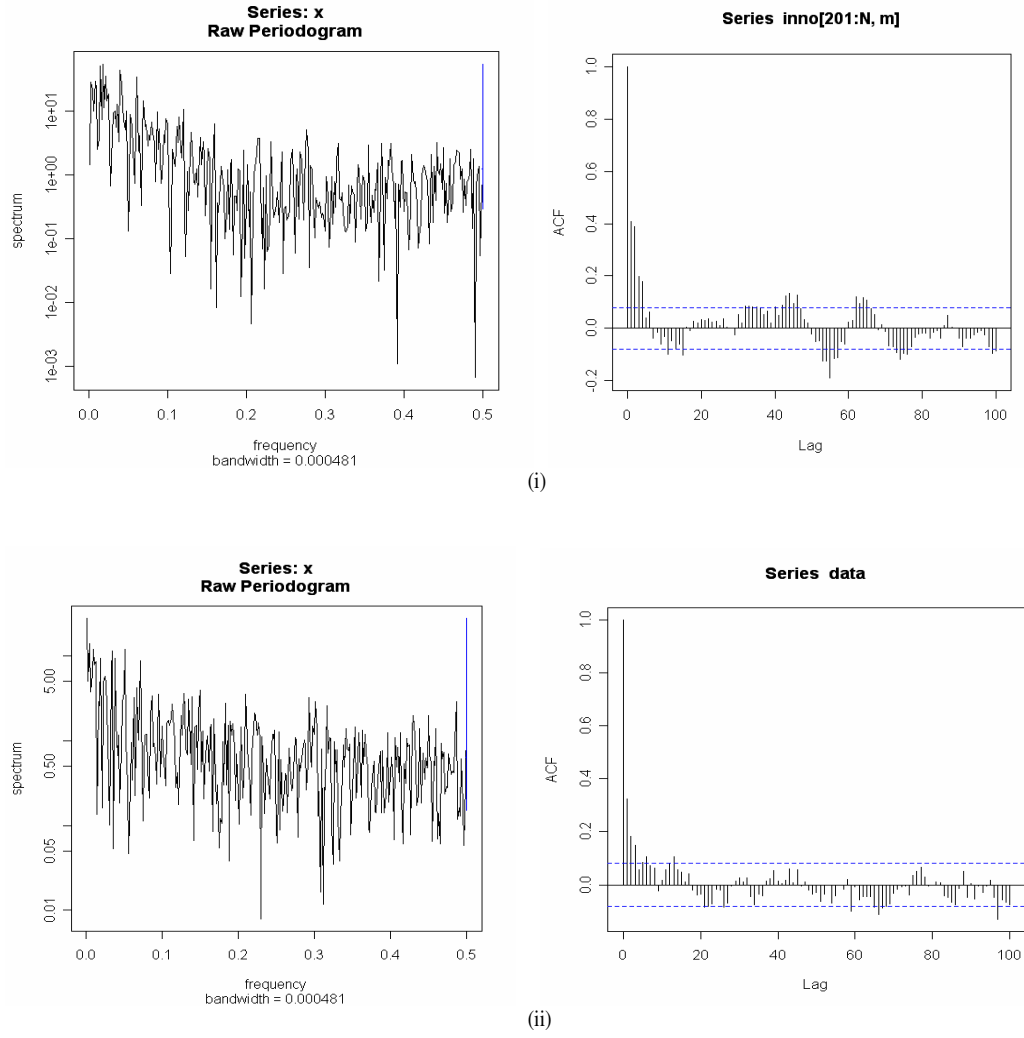 Series: x
Raw Periodogram
spectrum
1e+01
1e+00
1e-01
1e-02
1e-03
0.0 0.1 0.2 0.3 0.4 0.5
frequency
bandwidth = 0.000481
Series inno[201:N, m]
ACF
1.0
0.8
0.6
0.4
0.2
0.0
-0.2
0 20 40 60 80 100
Lag
(i)
Series: x
Raw Periodogram
spectrum
5.00
0.50
0.05
0.01
0.0 0.1 0.2 0.3 0.4 0.5
frequency
bandwidth = 0.000481
Series data
ACF
1.0
0.8
0.6
0.4
0.2
0.0
0 20 40 60 80 100
Lag
(ii)